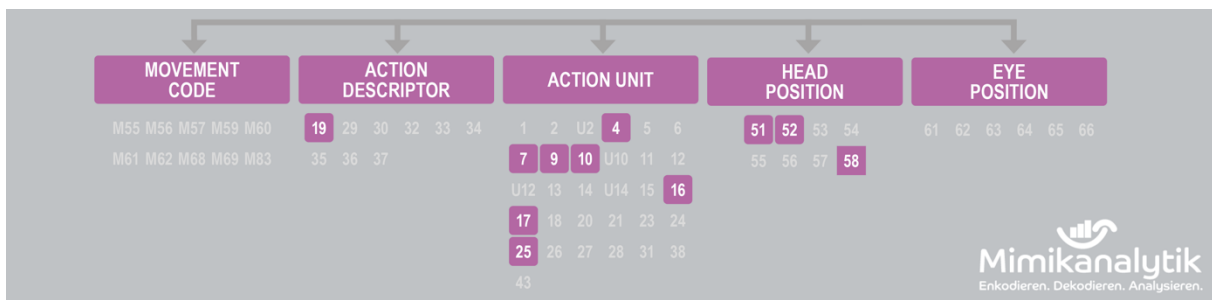 MOVEMENT
CODE
M55 M56 M57 M59 M60
M61 M62 M68 M69 M83
ACTION
DESCRIPTOR
19 29 30 32 33 34
35 36 37
ACTION UNIT
1 2 U2 4 5 6
7 9 10 U10 11 12
U12 13 14 U14 15 16
17 18 20 21 23 24
25 26 27 28 31 38
43
HEAD
POSITION
51 52 53 54
55 56 57 58
EYE
POSITION
61 62 63 64 65 66
Mimikanalytik
Enkodieren. Dekodieren. Analysieren.